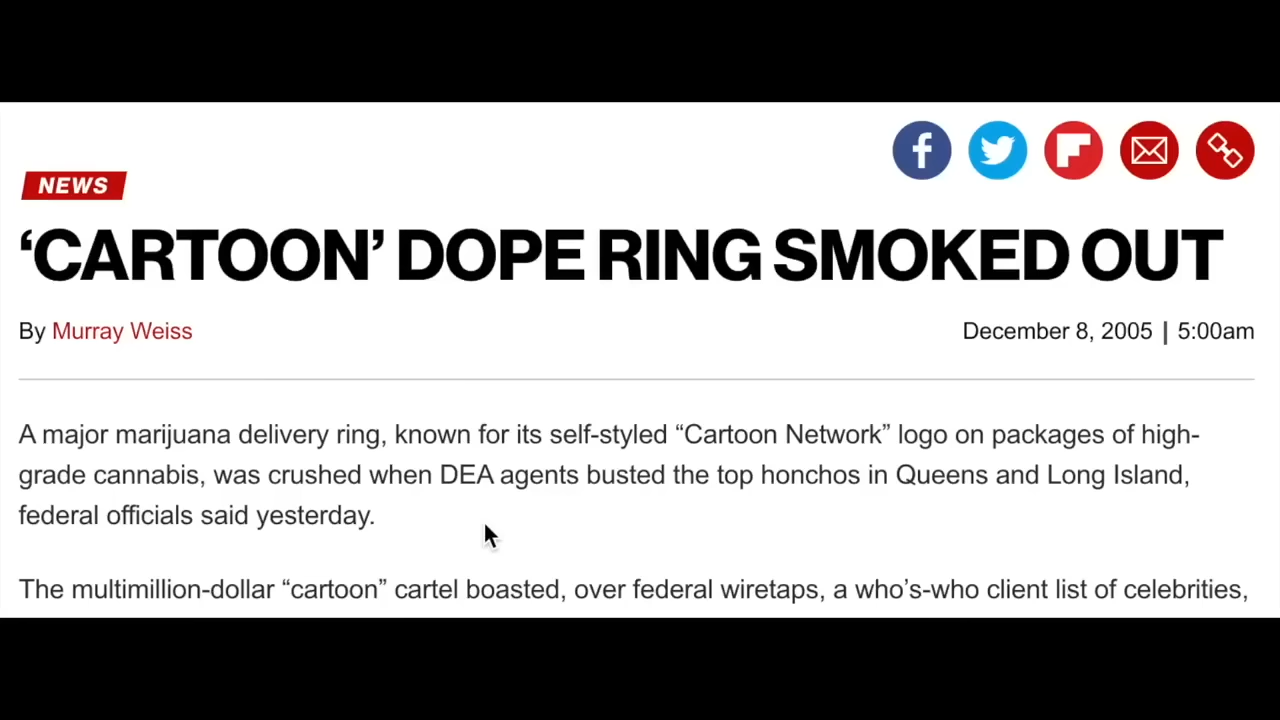 NEWS
‘CARTOON’ DOPE RING SMOKED OUT
By Murray Weiss
December 8, 2005 | 5:00am
A major marijuana delivery ring, known for its self-styled “Cartoon Network” logo on packages of high-
grade cannabis, was crushed when DEA agents busted the top honchos in Queens and Long Island,
federal officials said yesterday.
The multimillion-dollar “cartoon” cartel boasted, over federal wiretaps, a who’s-who client list of celebrities,